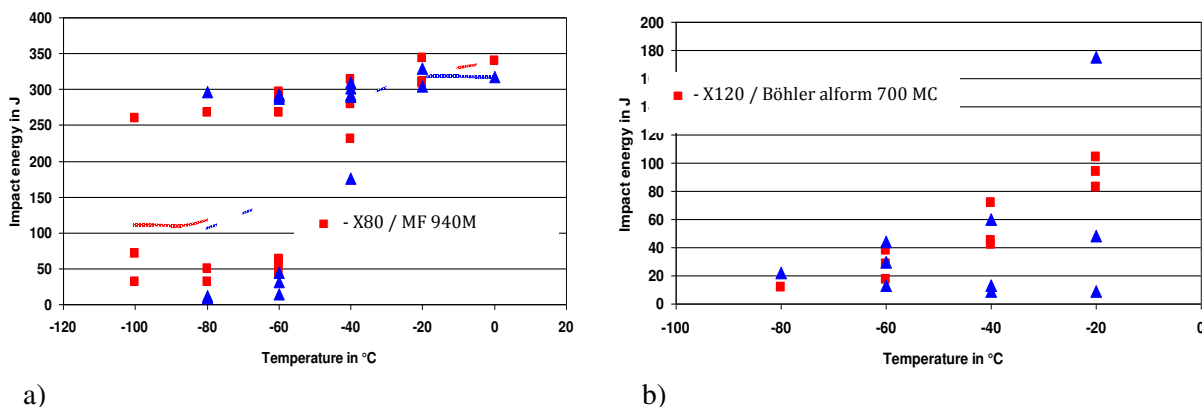 400
350
300
250
200
150
100
50
0
Impact energy in J
- X80 / MF 940M
-120 -100 -80 -60 -40 -20 0 20
Temperature in °C
a)
200
180
120
100
80
60
40
20
0
Impact energy in J
- X120 / Böhler alform 700 MC
-100 -80 -60 -40 -20 0
Temperature in °C
b)